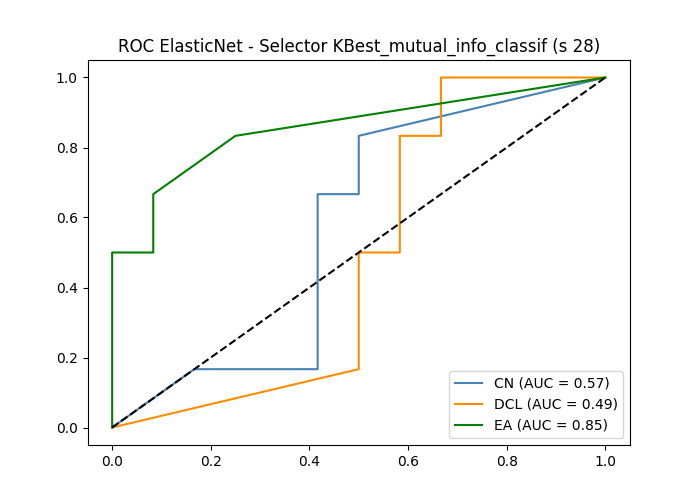 ROC ElasticNet - Selector KBest_mutual_info_classif (s 28)
1.0
0.8
0.6
0.4
0.2
0.0
0.0 0.2 0.4 0.6 0.8 1.0
CN (AUC = 0.57)
DCL (AUC = 0.49)
EA (AUC = 0.85)